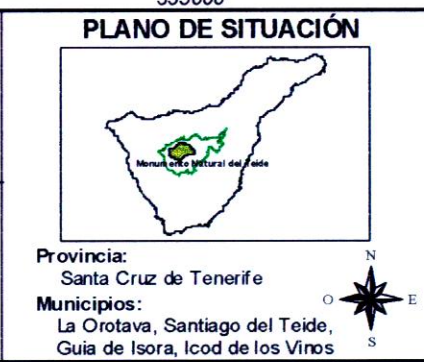 PLANO DE SITUACIÓN
Monumento Natural del Teide
Provincia:
Santa Cruz de Tenerife
Municipios:
La Orotava, Santiago del Teide,
Guia de Isora, Icod de los Vinos
N
O
E
S